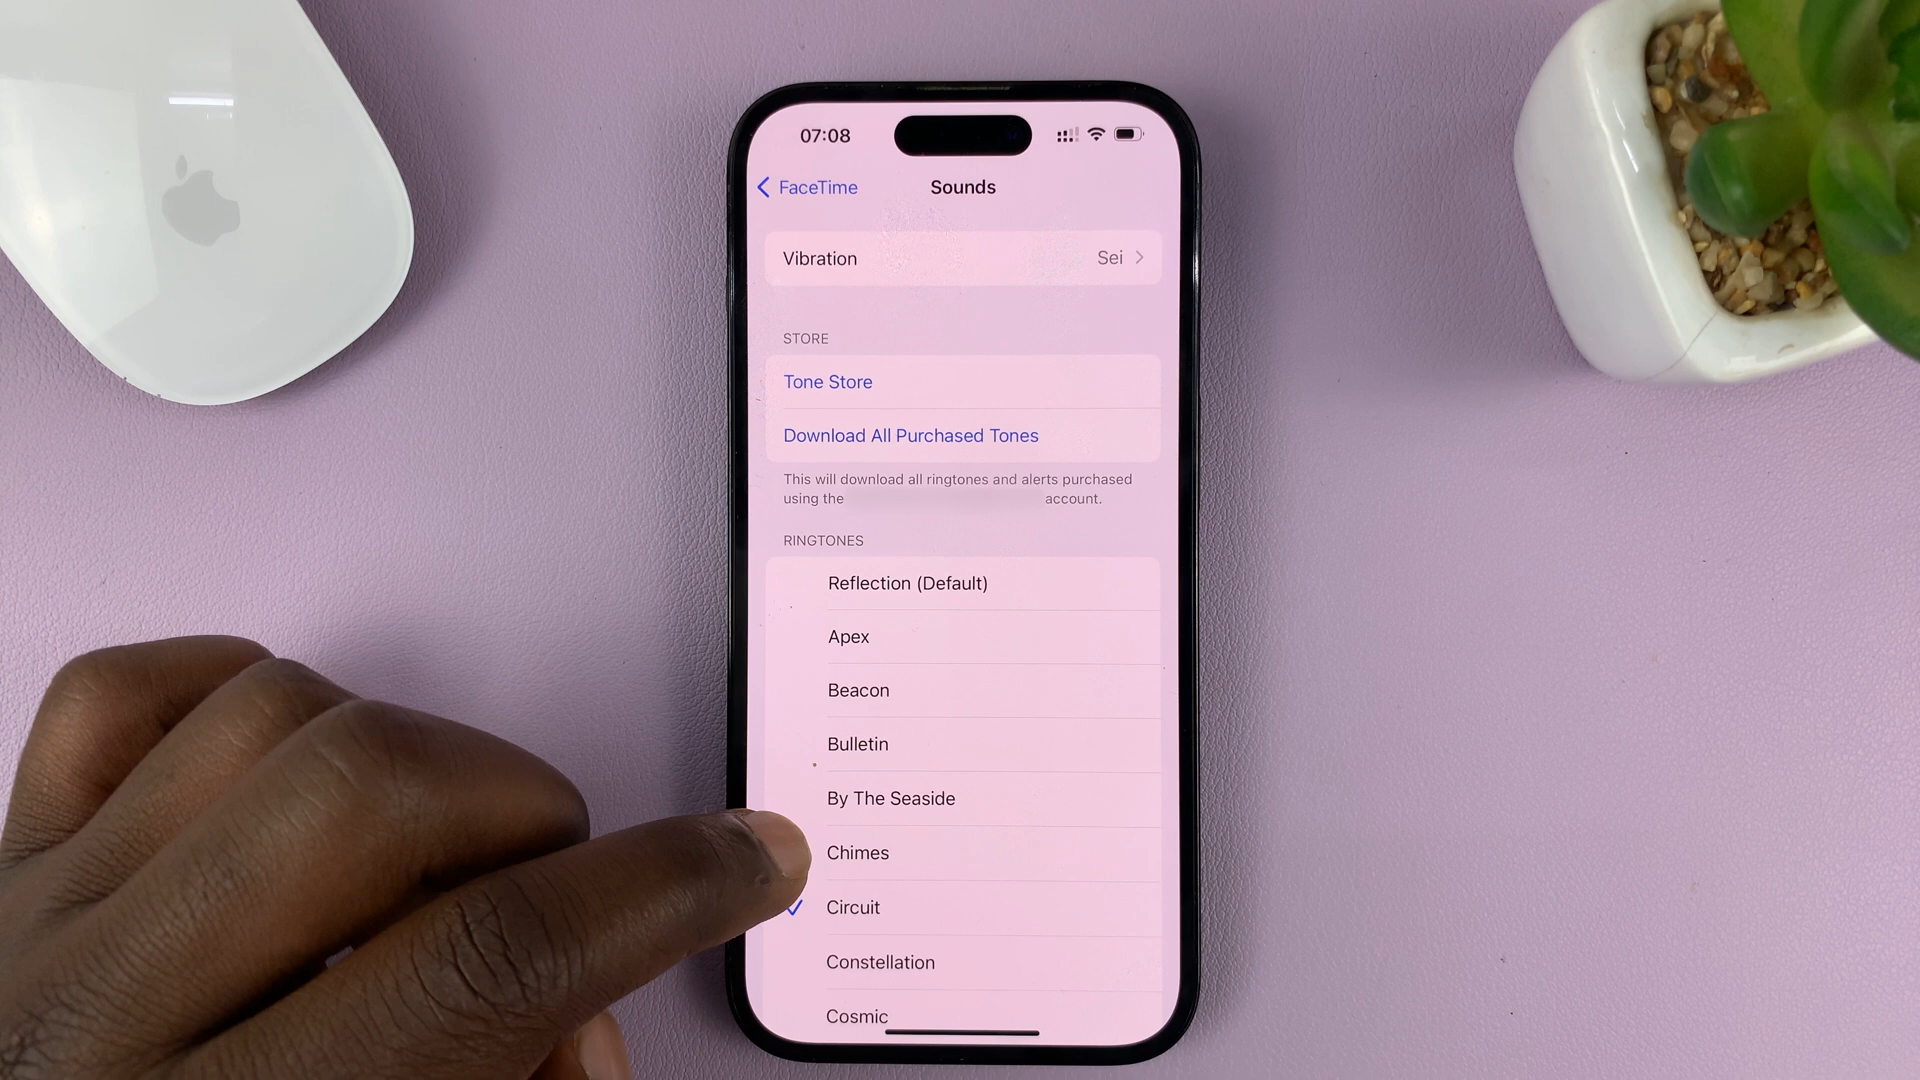 07:08
FaceTime
Sounds
Vibration
Sei
STORE
Tone Store
Download All Purchased Tones
This will download all ringtones and alerts purchased
using the account.
RINGTONES
Reflection (Default)
Apex
Beacon
Bulletin
By The Seaside
Chimes
Circuit
Constellation
Cosmic